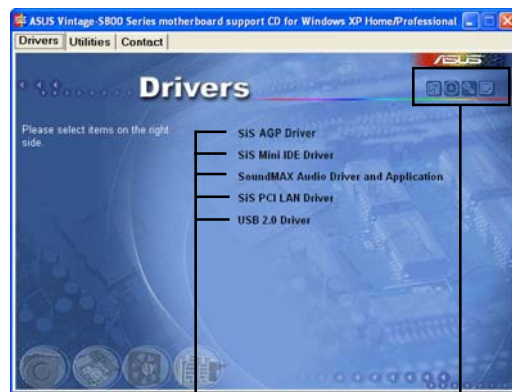 ASUS Vintage-S800 Series motherboard support CD for Windows XP Home/Professional
Drivers Utilities Contact
ASUS
Drivers
Please select items on the right
side.
SiS AGP Driver
SiS Mini IDE Driver
SoundMAX Audio Driver and Application
SiS PCI LAN Driver
USB 2.0 Driver